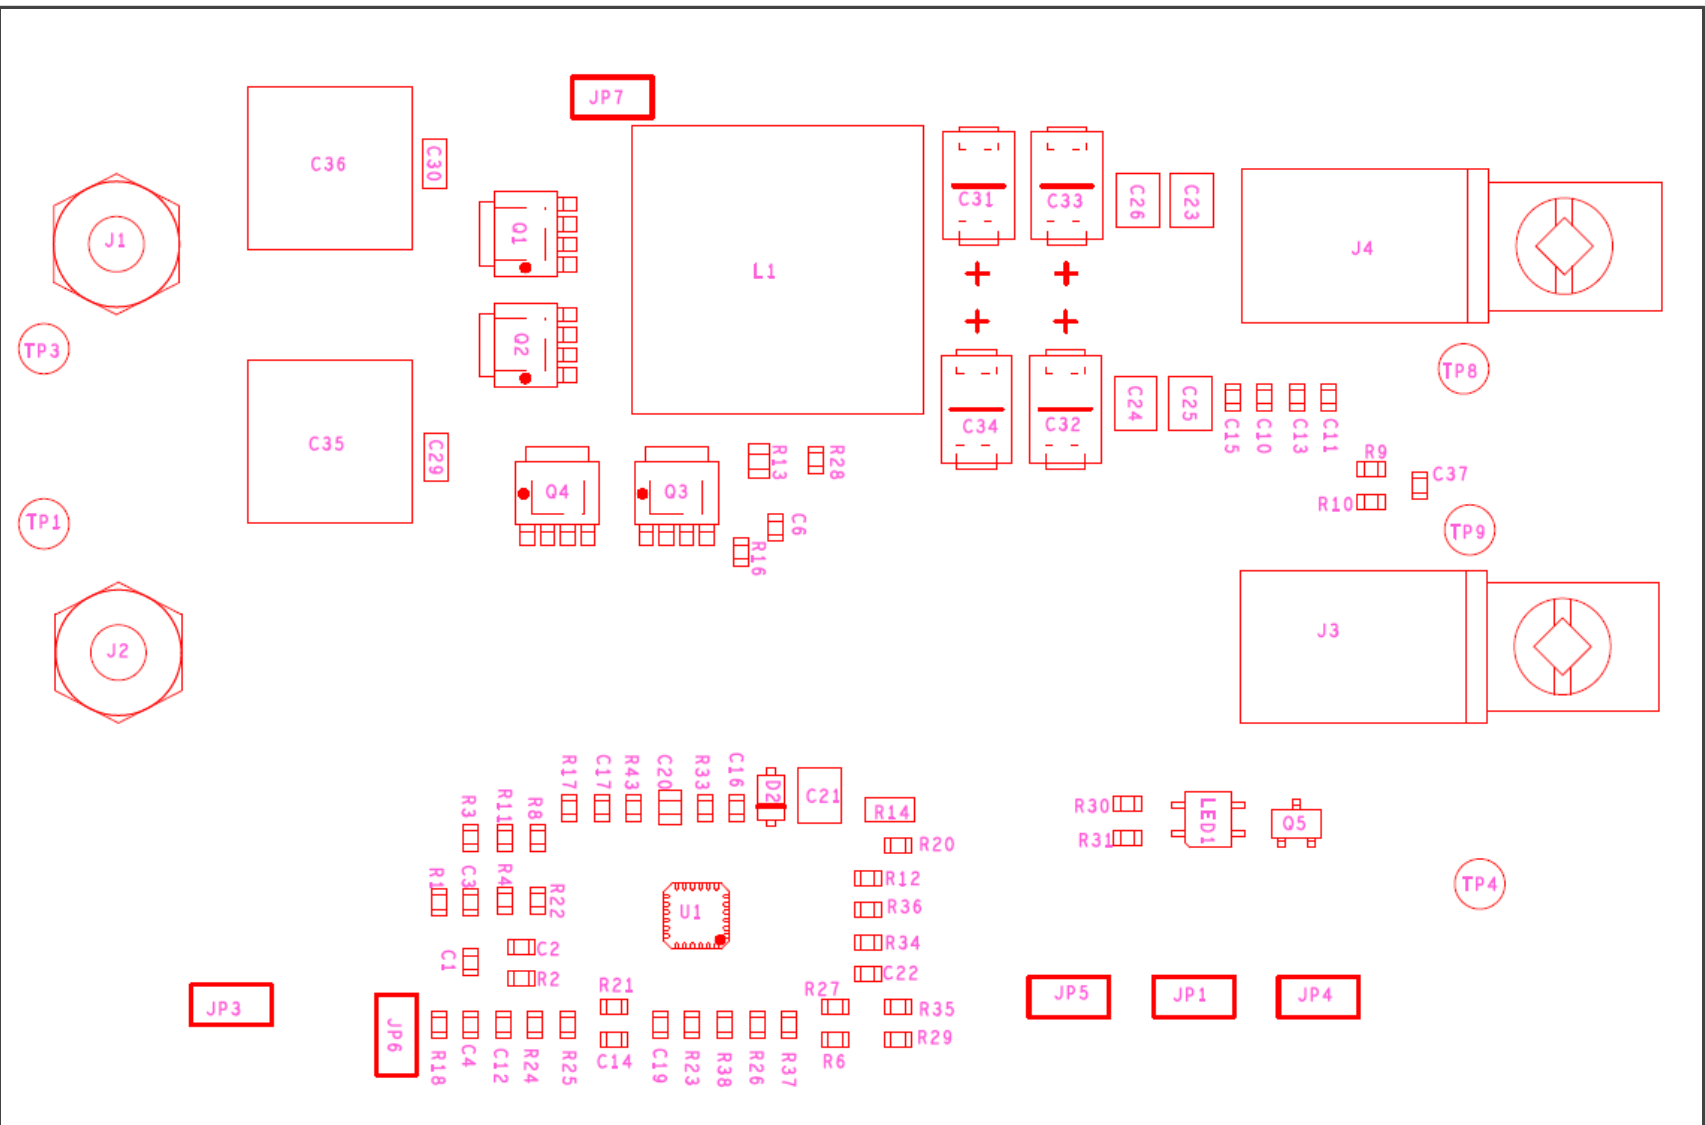 JP7
C36
C30
J1
Q1
L1
C31
C33
C26
C23
J4
+ +
+ +
TP3
Q2
TP8
C35
C29
C34
C32
C24
C25
C15
C10
C13
C11
R9
C37
R10
TP1
Q4
Q3
R13
R28
C6
R16
TP9
J2
J3
R17
C17
R43
C20
R33
C16
D2
C21
R14
R3
R11
R8
R30
R31
LED1
Q5
R20
R1
C3
R4
R22
U1
R12
R36
TP4
C1
C2
R2
R34
C22
JP3
JP6
R21
R27
R35
JP5
JP1
JP4
R18
C4
C12
R24
R25
C14
C19
R23
R38
R26
R37
R6
R29